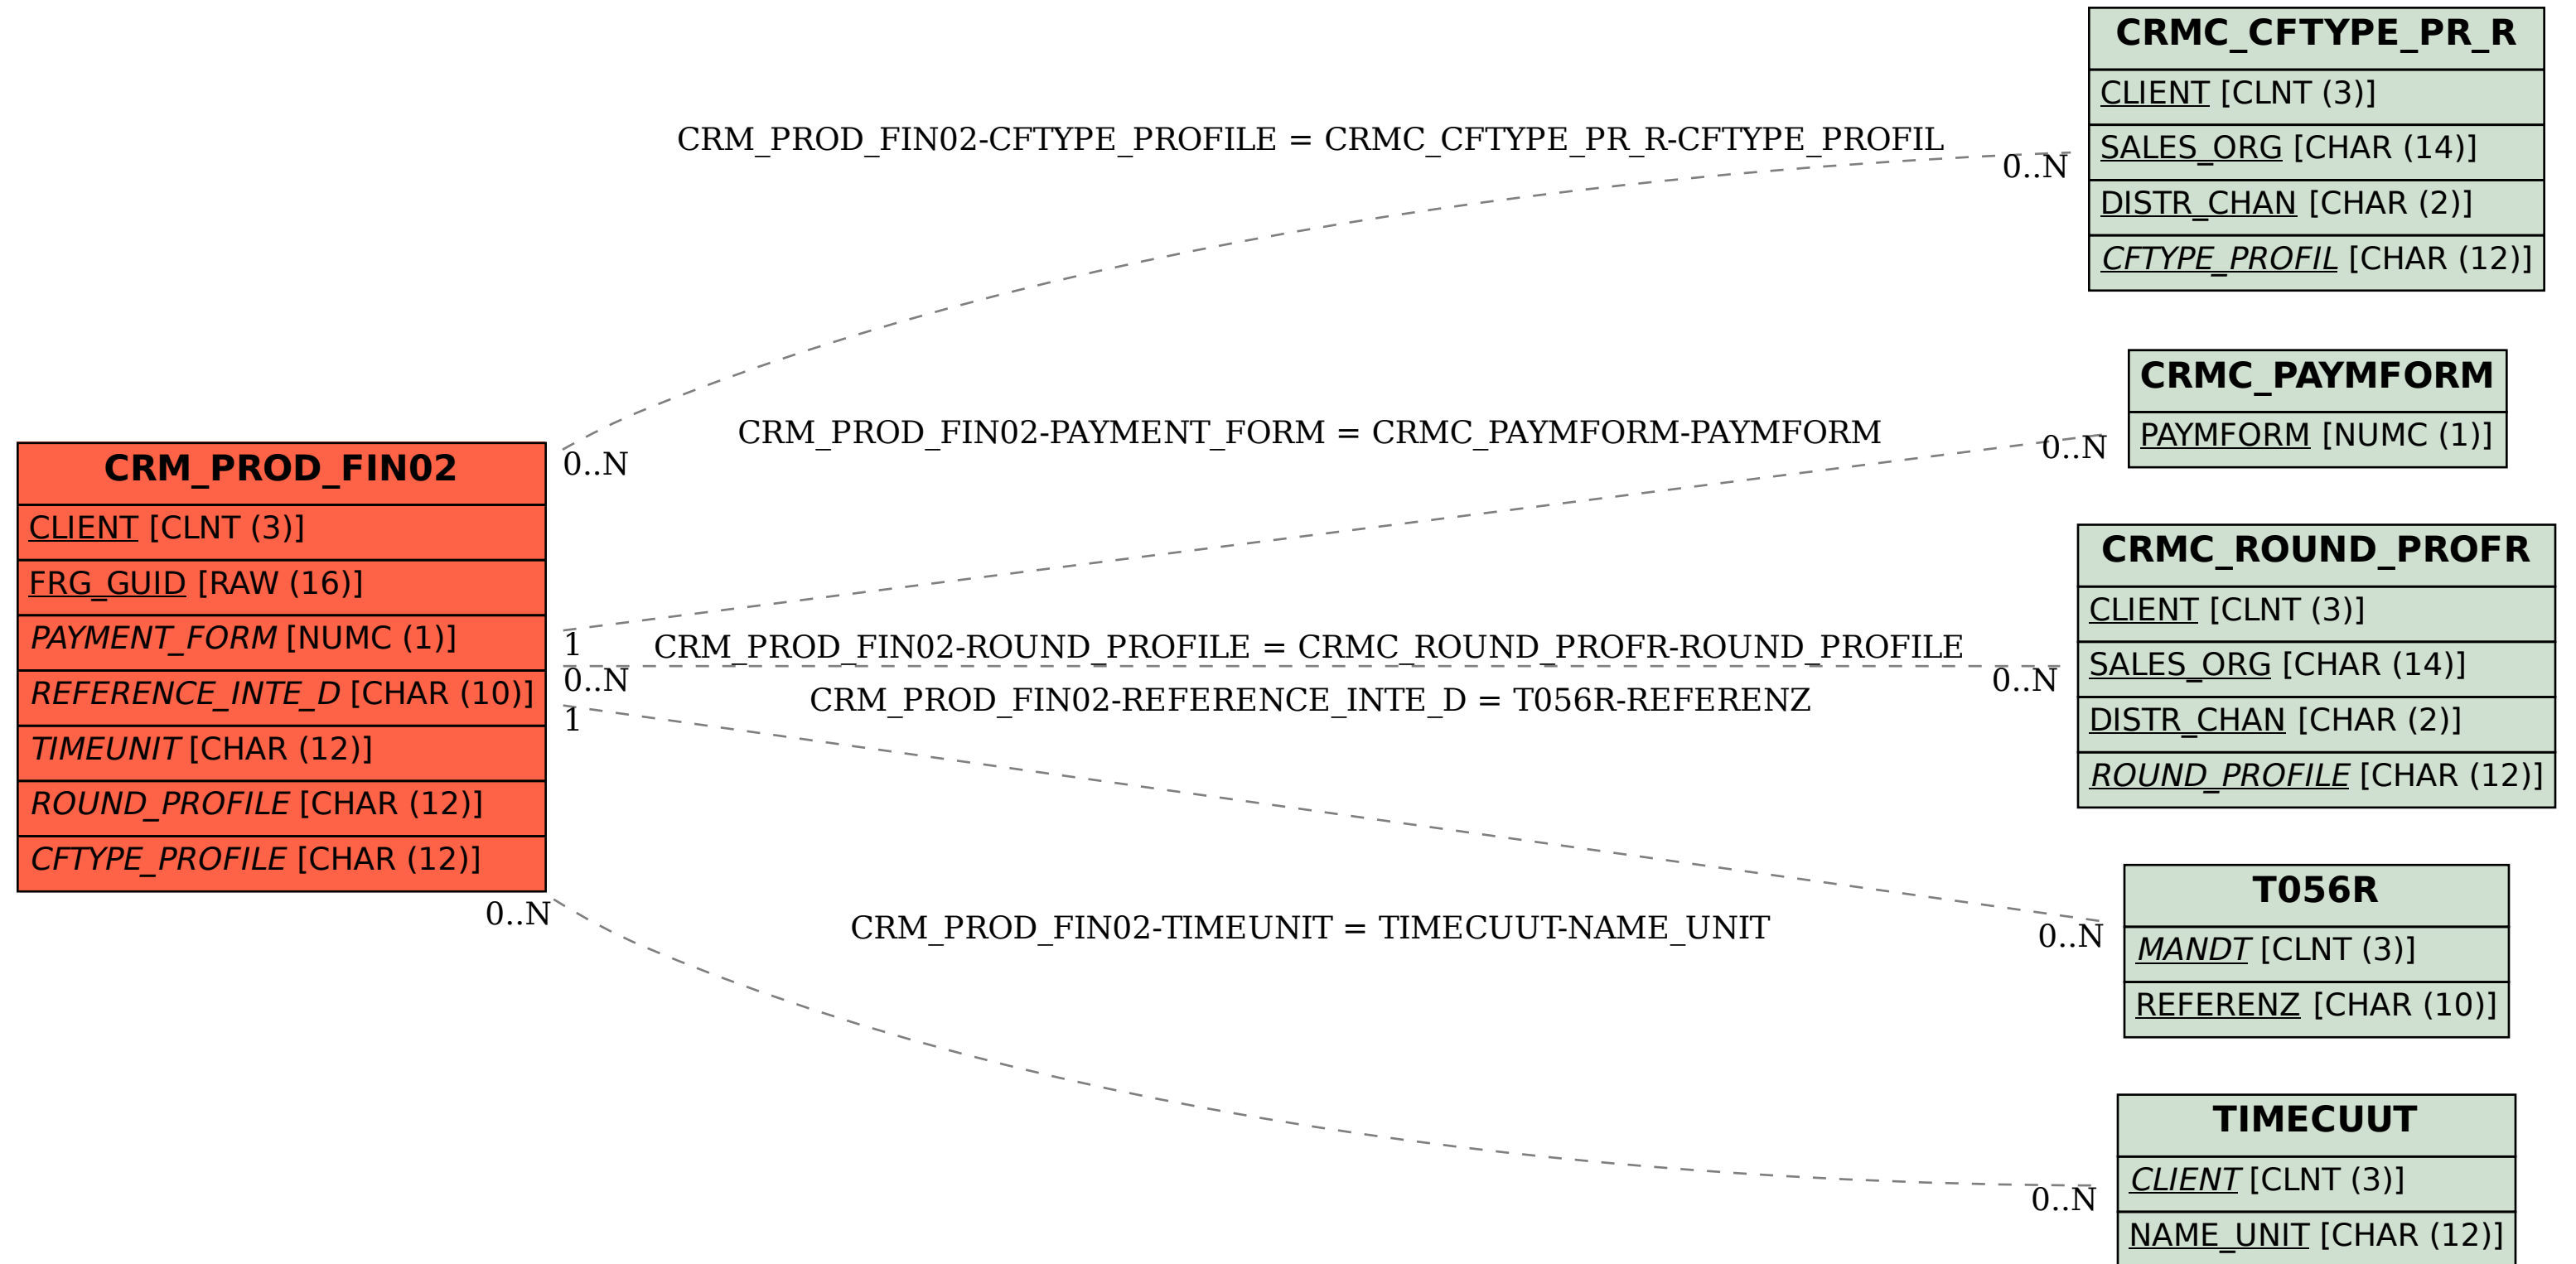 CRM_PROD_FIN02
CLIENT [CLNT (3)]
FRG_GUID [RAW (16)]
PAYMENT_FORM [NUMC (1)]
REFERENCE_INTE_D [CHAR (10)]
TIMEUNIT [CHAR (12)]
ROUND_PROFILE [CHAR (12)]
CFTYPE_PROFILE [CHAR (12)]
CRM_PROD_FIN02-CFTYPE_PROFILE = CRMC_CFTYPE_PR_R-CFTYPE_PROFIL
0..N
0..N
CRM_PROD_FIN02-PAYMENT_FORM = CRMC_PAYMFORM-PAYMFORM
0..N
1
CRM_PROD_FIN02-ROUND_PROFILE = CRMC_ROUND_PROFR-ROUND_PROFILE
0..N
0..N
CRM_PROD_FIN02-REFERENCE_INTE_D = T056R-REFERENZ
1
0..N
CRM_PROD_FIN02-TIMEUNIT = TIMECUUT-NAME_UNIT
0..N
0..N
CRMC_CFTYPE_PR_R
CLIENT [CLNT (3)]
SALES_ORG [CHAR (14)]
DISTR_CHAN [CHAR (2)]
CFTYPE_PROFIL [CHAR (12)]
CRMC_PAYMFORM
PAYMFORM [NUMC (1)]
CRMC_ROUND_PROFR
CLIENT [CLNT (3)]
SALES_ORG [CHAR (14)]
DISTR_CHAN [CHAR (2)]
ROUND_PROFILE [CHAR (12)]
T056R
MANDT [CLNT (3)]
REFERENZ [CHAR (10)]
TIMECUUT
CLIENT [CLNT (3)]
NAME_UNIT [CHAR (12)]